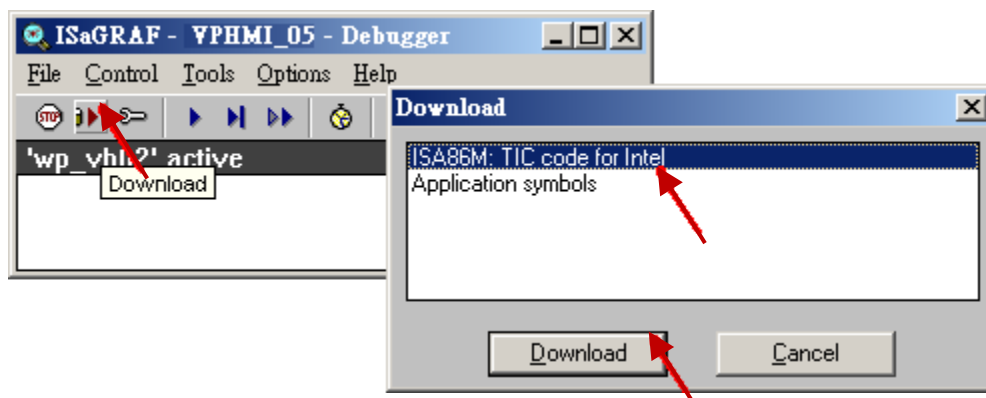 ISaGRAF - VPHMI_05 - Debugger
File Control Tools Options Help
STOP
active
Download
Download
ISA86M: TIC code for Intel
Application symbols
Download Cancel